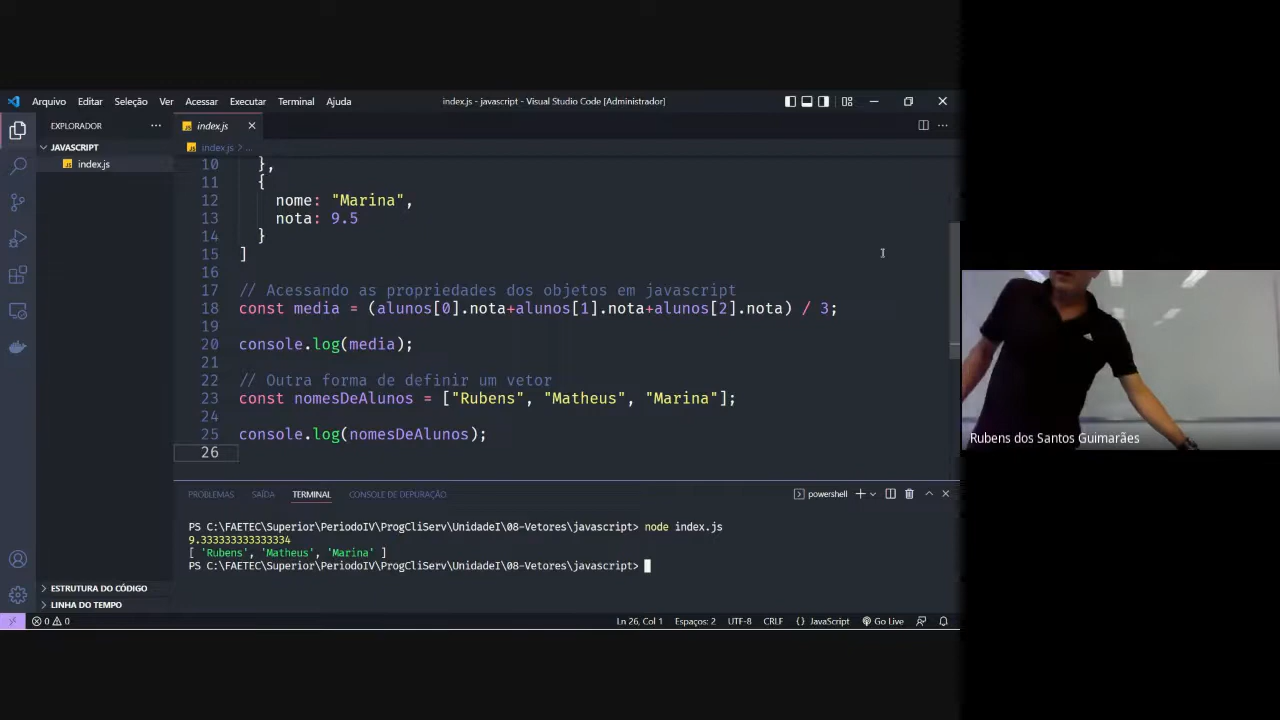 Arquivo Editar Seleção Ver Acessar Executar Terminal Ajuda
index.js - javascript - Visual Studio Code [Administrador]
EXPLORADOR
index.js
JAVASCRIPT
index.js > ...
index.js
10 },
11 {
12 nome: "Marina",
13 nota: 9.5
14 }
15 ]
16
17 // Acessando as propriedades dos objetos em javascript
18 const media = (alunos[0].nota+alunos[1].nota+alunos[2].nota) / 3;
19
20 console.log(media);
21
22 // Outra forma de definir um vetor
23 const nomesDeAlunos = ["Rubens", "Matheus", "Marina"];
24
25 console.log(nomesDeAlunos);
26
Rubens dos Santos Guimarães
PROBLEMAS SAÍDA TERMINAL CONSOLE DE DEPURAÇÃO
powershell
PS C:\FAETEC\Superior\PeriodoIV\ProgCliServ\UnidadeI\08-Vetores\javascript> node index.js
9.333333333333334
[ 'Rubens', 'Matheus', 'Marina' ]
PS C:\FAETEC\Superior\PeriodoIV\ProgCliServ\UnidadeI\08-Vetores\javascript>
ESTRUTURA DO CÓDIGO
LINHA DO TEMPO
0 0
Ln 26, Col 1 Espaços: 2 UTF-8 CRLF {} JavaScript Go Live